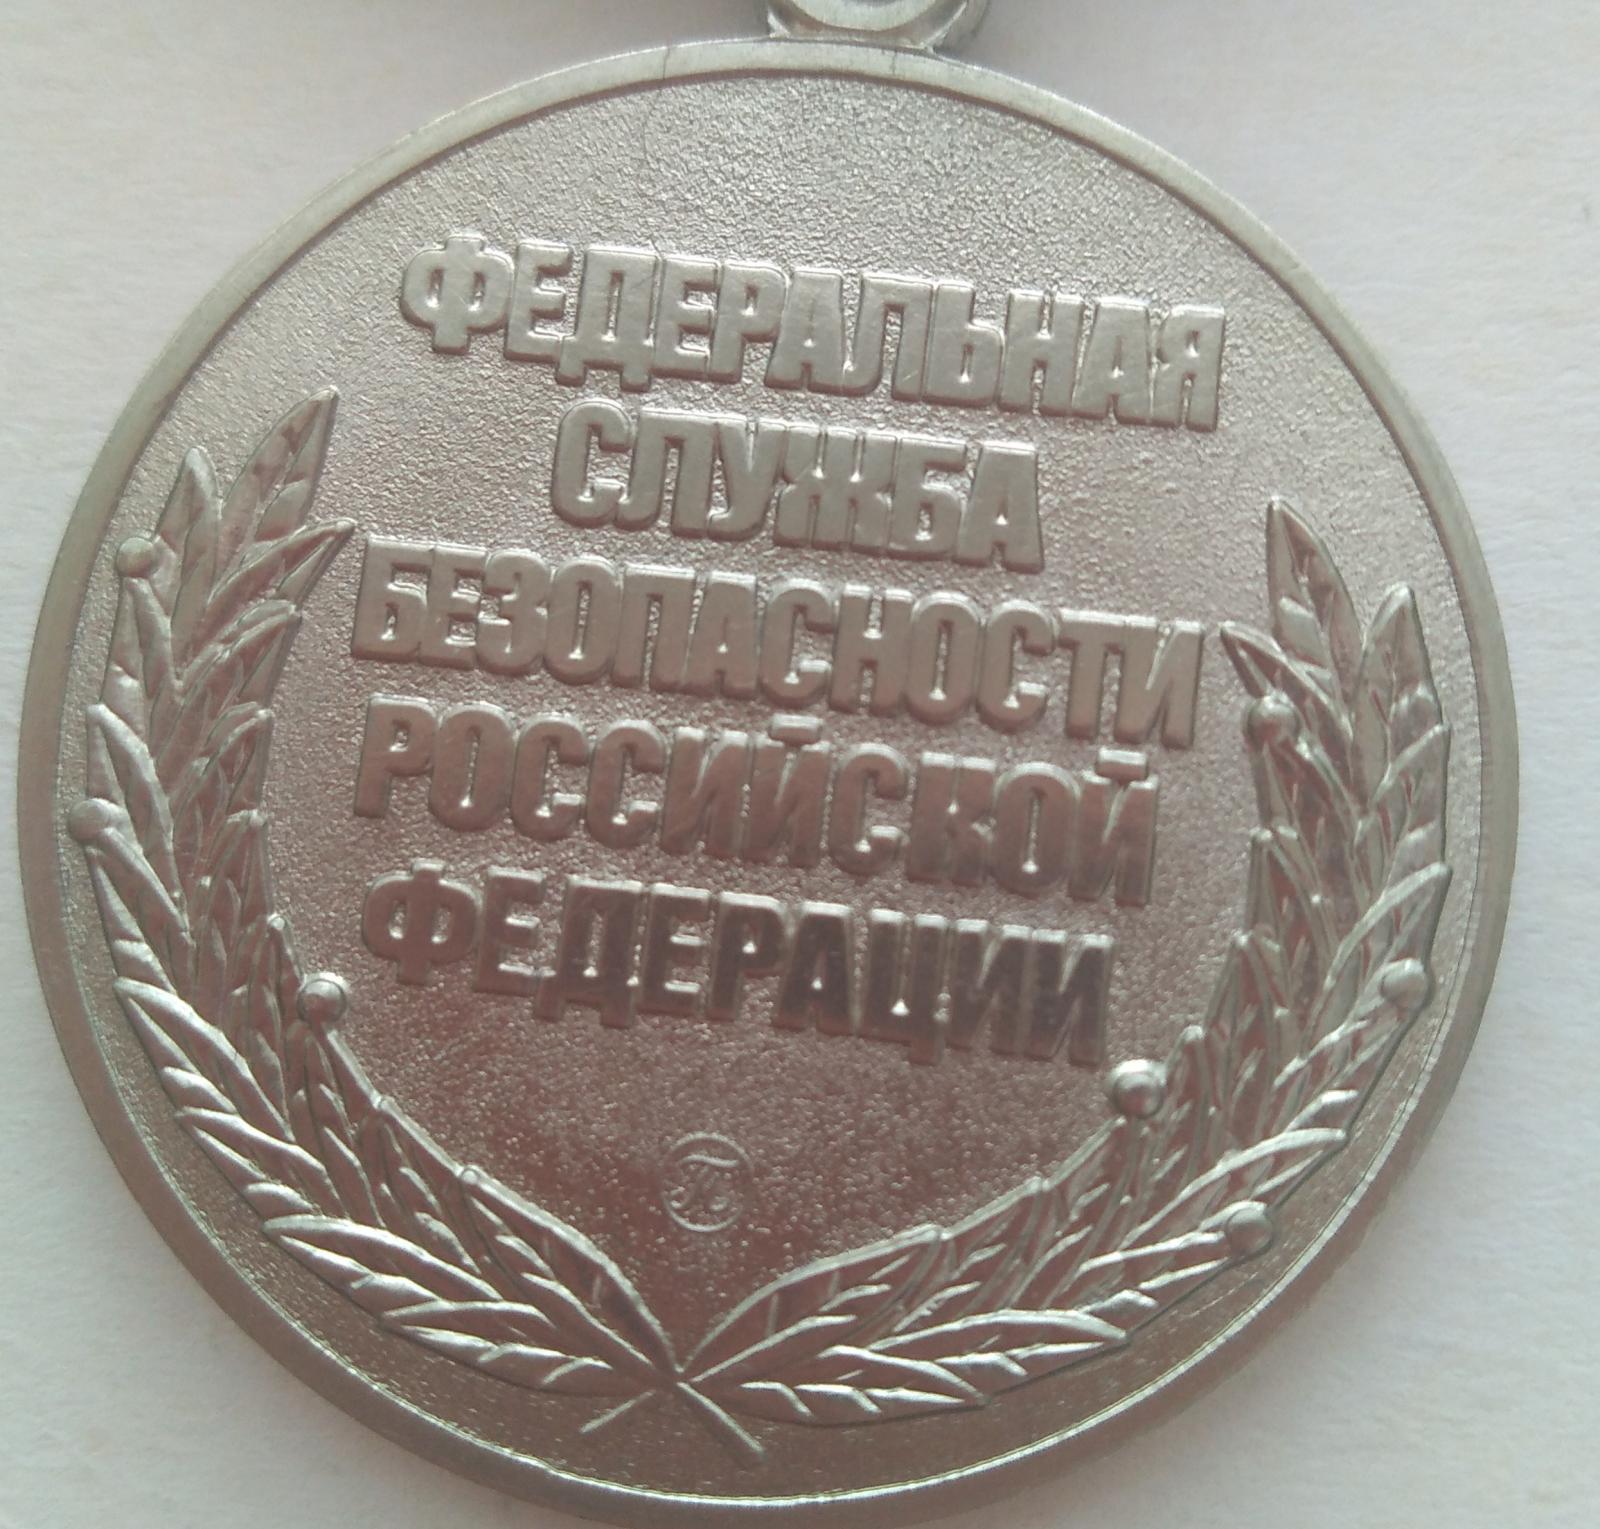 ФЕДЕРАЛЬНАЯ
СЛУЖБА
БЕЗОПАСНОСТИ
РОССИЙСКОЙ
ФЕДЕРАЦИИ
П